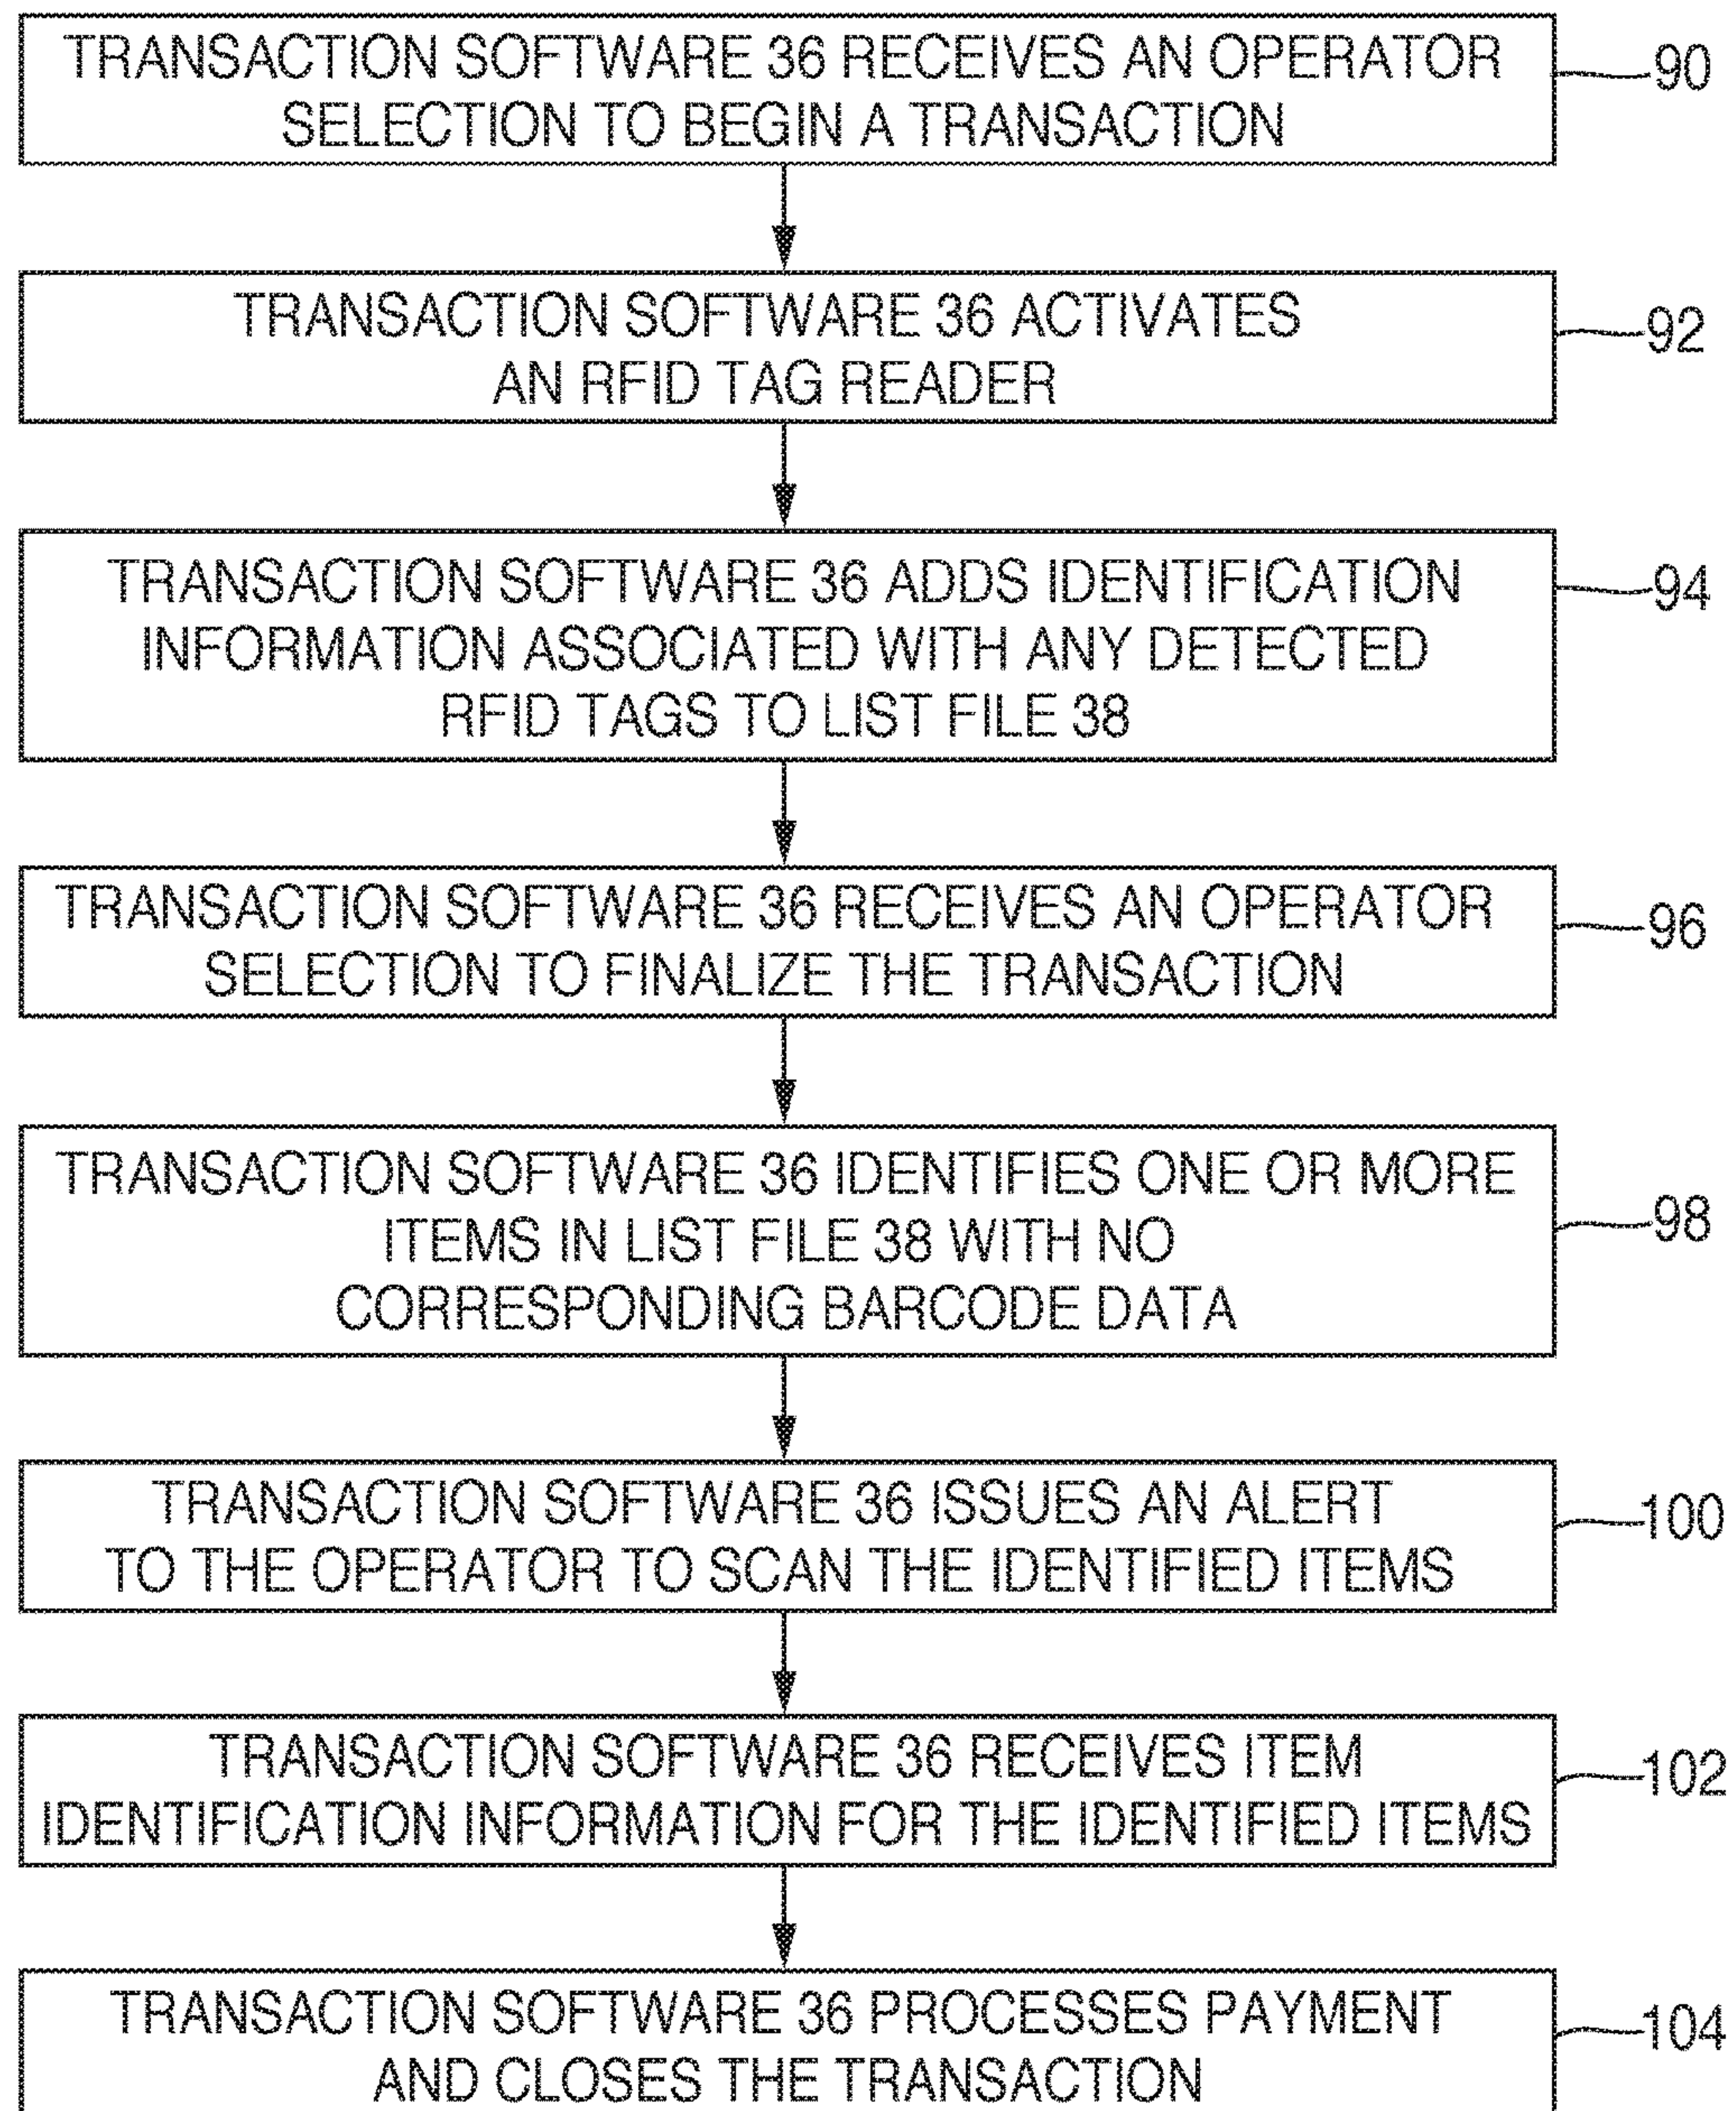 TRANSACTION SOFTWARE 36 RECEIVES AN OPERATOR
SELECTION TO BEGIN A TRANSACTION
90
TRANSACTION SOFTWARE 36 ACTIVATES
AN RFID TAG READER
92
TRANSACTION SOFTWARE 36 ADDS IDENTIFICATION
INFORMATION ASSOCIATED WITH ANY DETECTED
RFID TAGS TO LIST FILE 38
94
TRANSACTION SOFTWARE 36 RECEIVES AN OPERATOR
SELECTION TO FINALIZE THE TRANSACTION
96
TRANSACTION SOFTWARE 36 IDENTIFIES ONE OR MORE
ITEMS IN LIST FILE 38 WITH NO
CORRESPONDING BARCODE DATA
98
TRANSACTION SOFTWARE 36 ISSUES AN ALERT
TO THE OPERATOR TO SCAN THE IDENTIFIED ITEMS
100
TRANSACTION SOFTWARE 36 RECEIVES ITEM
IDENTIFICATION INFORMATION FOR THE IDENTIFIED ITEMS
102
TRANSACTION SOFTWARE 36 PROCESSES PAYMENT
AND CLOSES THE TRANSACTION
104